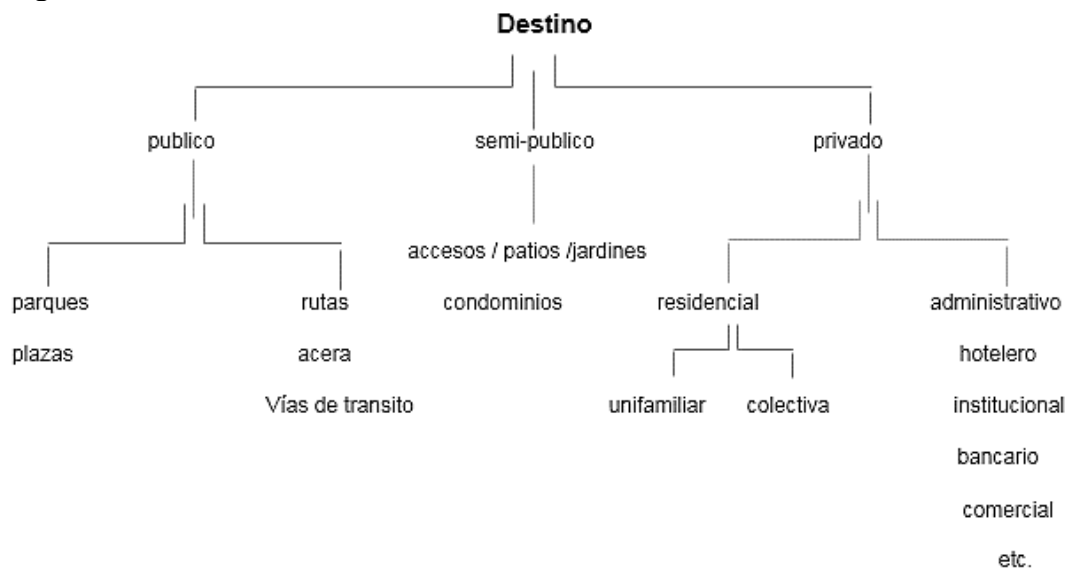 Destino
publico semi-publico privado
accesos / patios /jardines
parques rutas condominios residencial administrativo
plazas acera hotelero
Vías de transito unifamiliar colectiva institucional
bancario
comercial
etc.